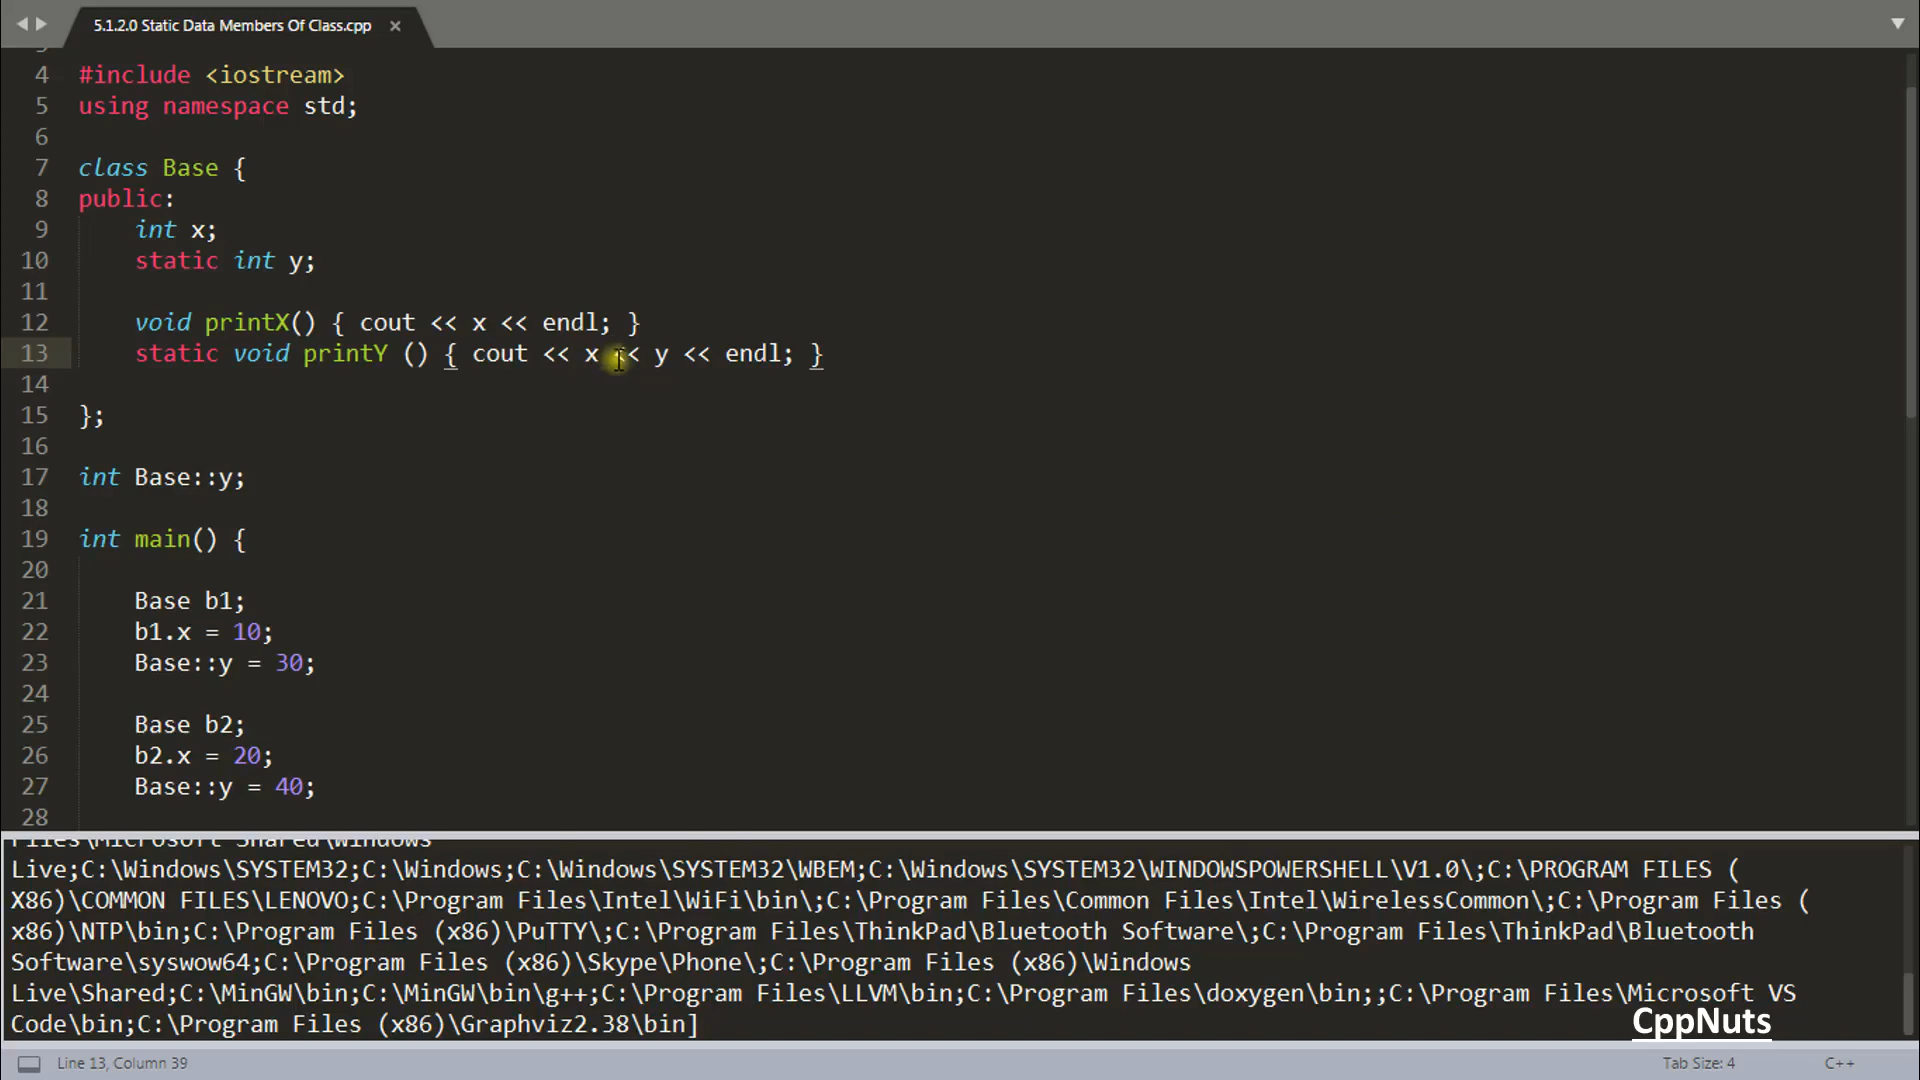 5.1.2.0 Static Data Members Of Class.cpp ×
4 #include <iostream>
5 using namespace std;
6
7 class Base {
8 public:
9 int x;
10 static int y;
11
12 void printX() { cout << x << endl; }
13 static void printY () { cout << x << y << endl; }
14
15 };
16
17 int Base::y;
18
19 int main() {
20
21 Base b1;
22 b1.x = 10;
23 Base::y = 30;
24
25 Base b2;
26 b2.x = 20;
27 Base::y = 40;
28
Files\Microsoft Shared\Windows
Live;C:\Windows\SYSTEM32;C:\Windows;C:\Windows\SYSTEM32\WBEM;C:\Windows\SYSTEM32\WINDOWSPOWERSHELL\V1.0\;C:\PROGRAM FILES (
X86)\COMMON FILES\LENOVO;C:\Program Files\Intel\WiFi\bin\;C:\Program Files\Common Files\Intel\WirelessCommon\;C:\Program Files (
x86)\NTP\bin;C:\Program Files (x86)\PuTTY\;C:\Program Files\ThinkPad\Bluetooth Software\;C:\Program Files\ThinkPad\Bluetooth
Software\syswow64;C:\Program Files (x86)\Skype\Phone\;C:\Program Files (x86)\Windows
Live\Shared;C:\MinGW\bin;C:\MinGW\bin\g++;C:\Program Files\LLVM\bin;C:\Program Files\doxygen\bin;;C:\Program Files\Microsoft VS
Code\bin;C:\Program Files (x86)\Graphviz2.38\bin]
CppNuts
Line 13, Column 39
Tab Size: 4
C++